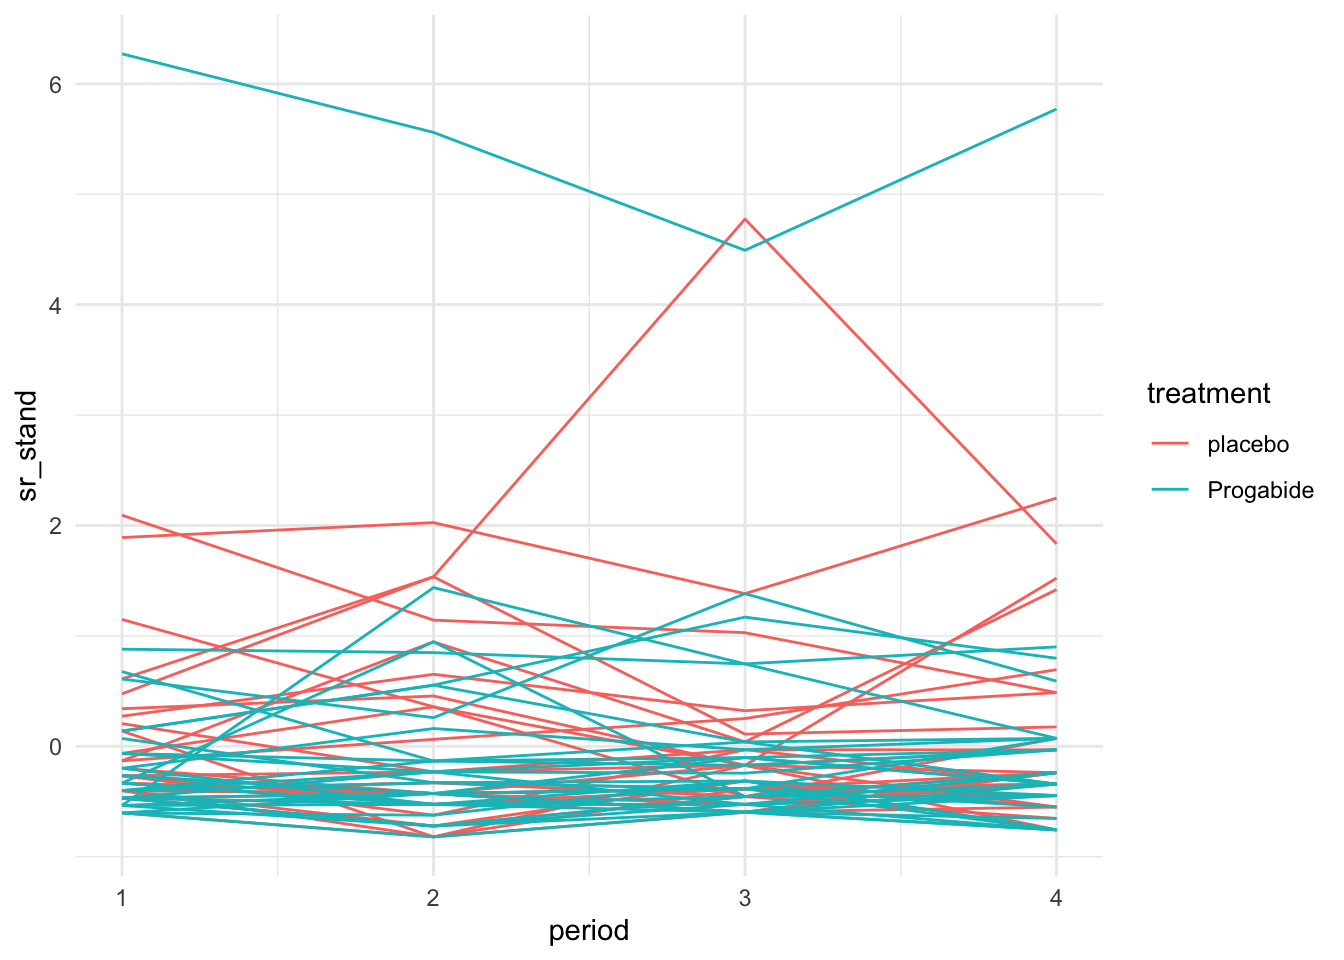 6
4
2
0
sr_stand
1 2 3 4
period
treatment
placebo
Progabide